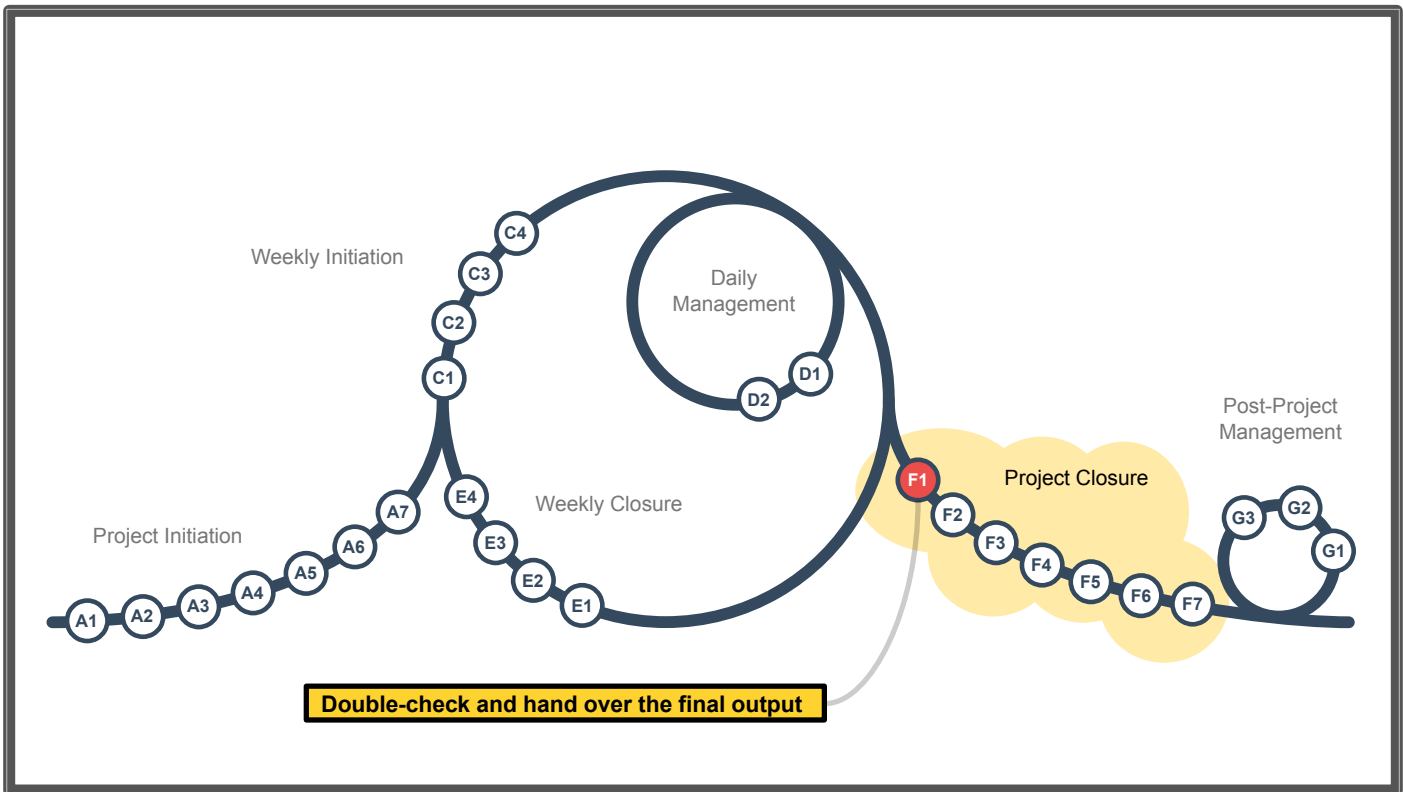 C4
Weekly Initiation
C3
Daily
Management
C2
C1
D1
D2
Post-Project
Management
Project Closure
F1
E4
Weekly Closure
A7
F2
G3
G2
G1
Project Initiation
A6
E3
F3
A5
E2
F4
A4
F5
A3
E1
F6
F7
A2
A1
Double-check and hand over the final output